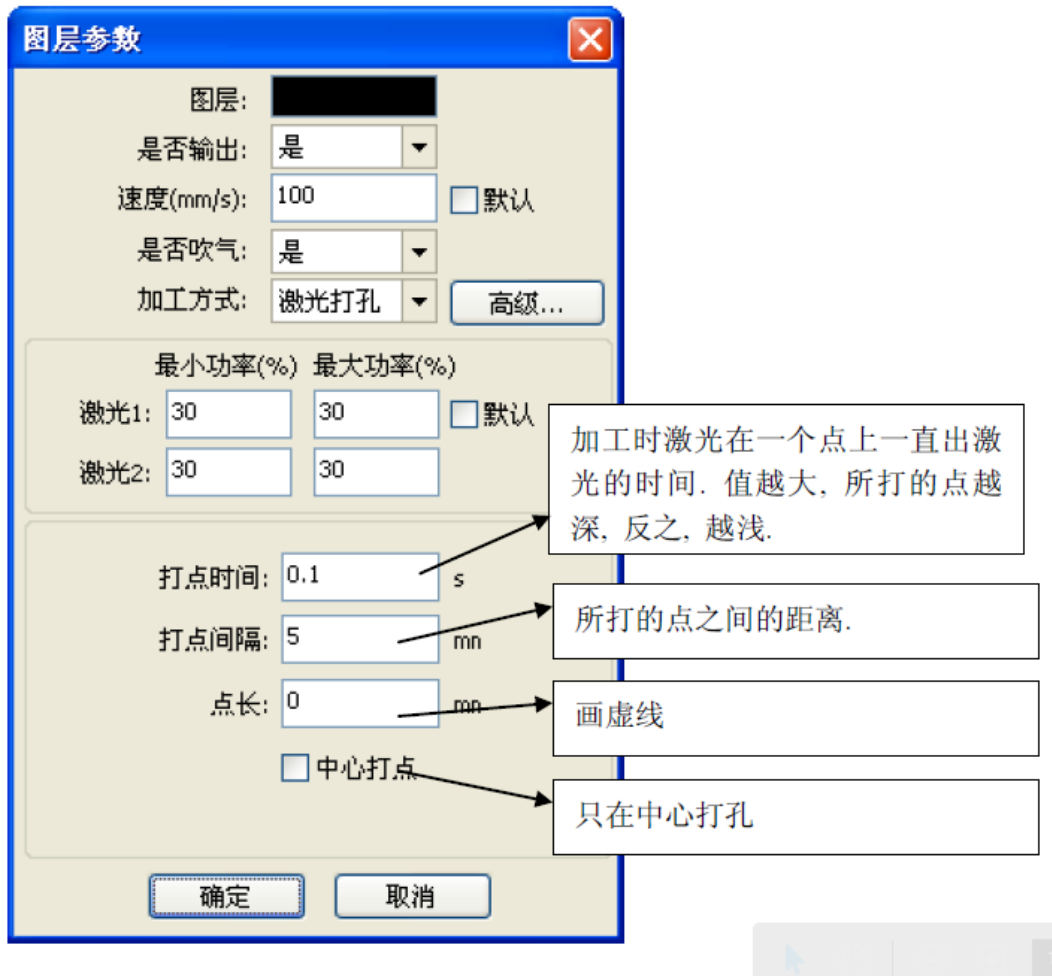 图层参数
图层:
是否输出: 是
速度(mm/s): 100 默认
是否吹气: 是
加工方式: 激光打孔 高级...
最小功率(%) 最大功率(%)
激光1: 30 30 默认
激光2: 30 30
加工时激光在一个点上一直出激
光的时间. 值越大, 所打的点越
深, 反之, 越浅.
打点时间: 0.1 s
打点间隔: 5 mn
所打的点之间的距离.
点长: 0 mn
画虚线
中心打点
只在中心打孔
确定 取消